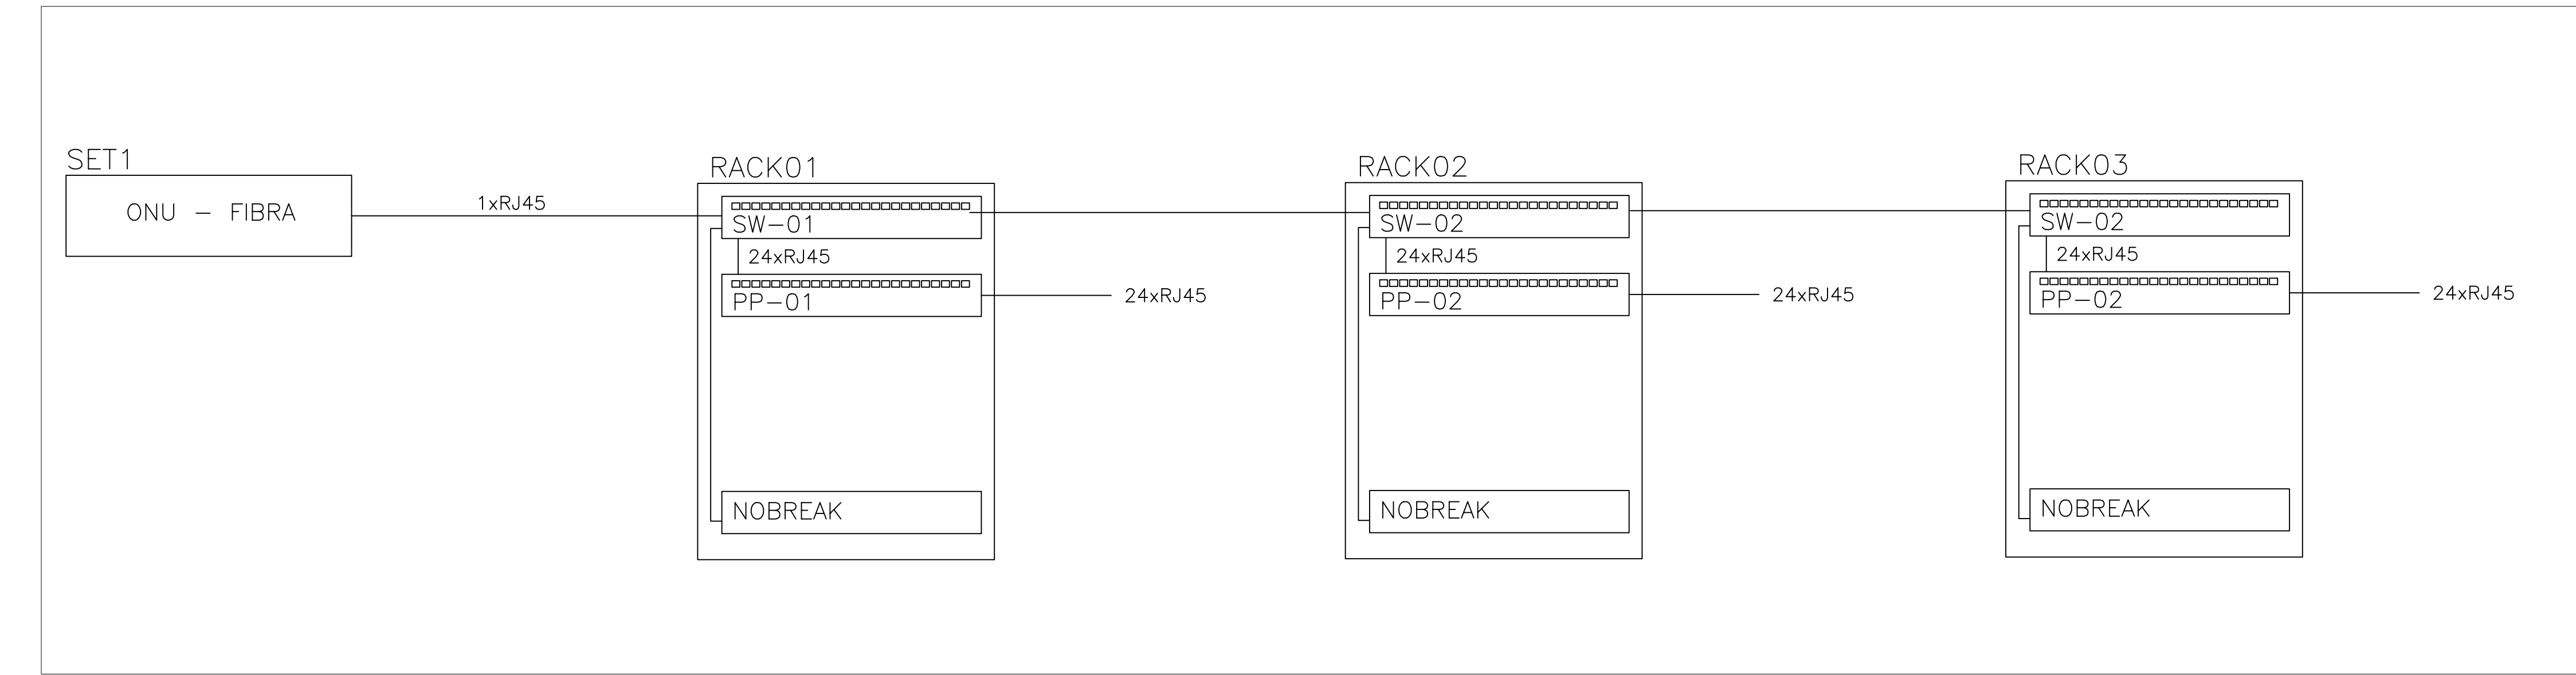 SET1
ONU - FIBRA
1xRJ45
RACK01
SW-01
24xRJ45
PP-01
24xRJ45
NOBREAK
RACK02
SW-02
24xRJ45
PP-02
24xRJ45
NOBREAK
RACK03
SW-02
24xRJ45
PP-02
24xRJ45
NOBREAK